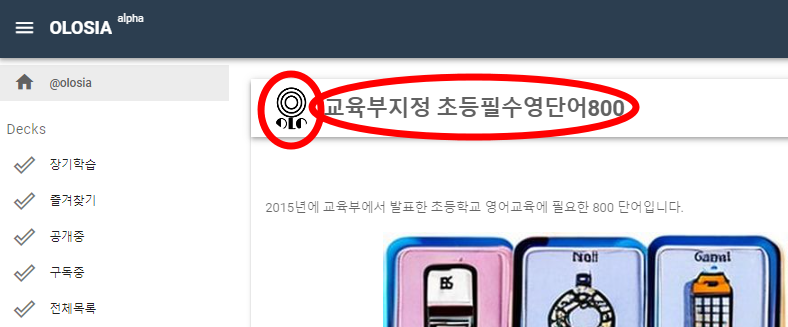 OLOSIA alpha
@olosia
Decks
장기학습
즐겨찾기
공개중
구독중
전체목록
OLO
교육부지정 초등필수영단어800
2015년에 교육부에서 발표한 초등학교 영어교육에 필요한 800 단어입니다.